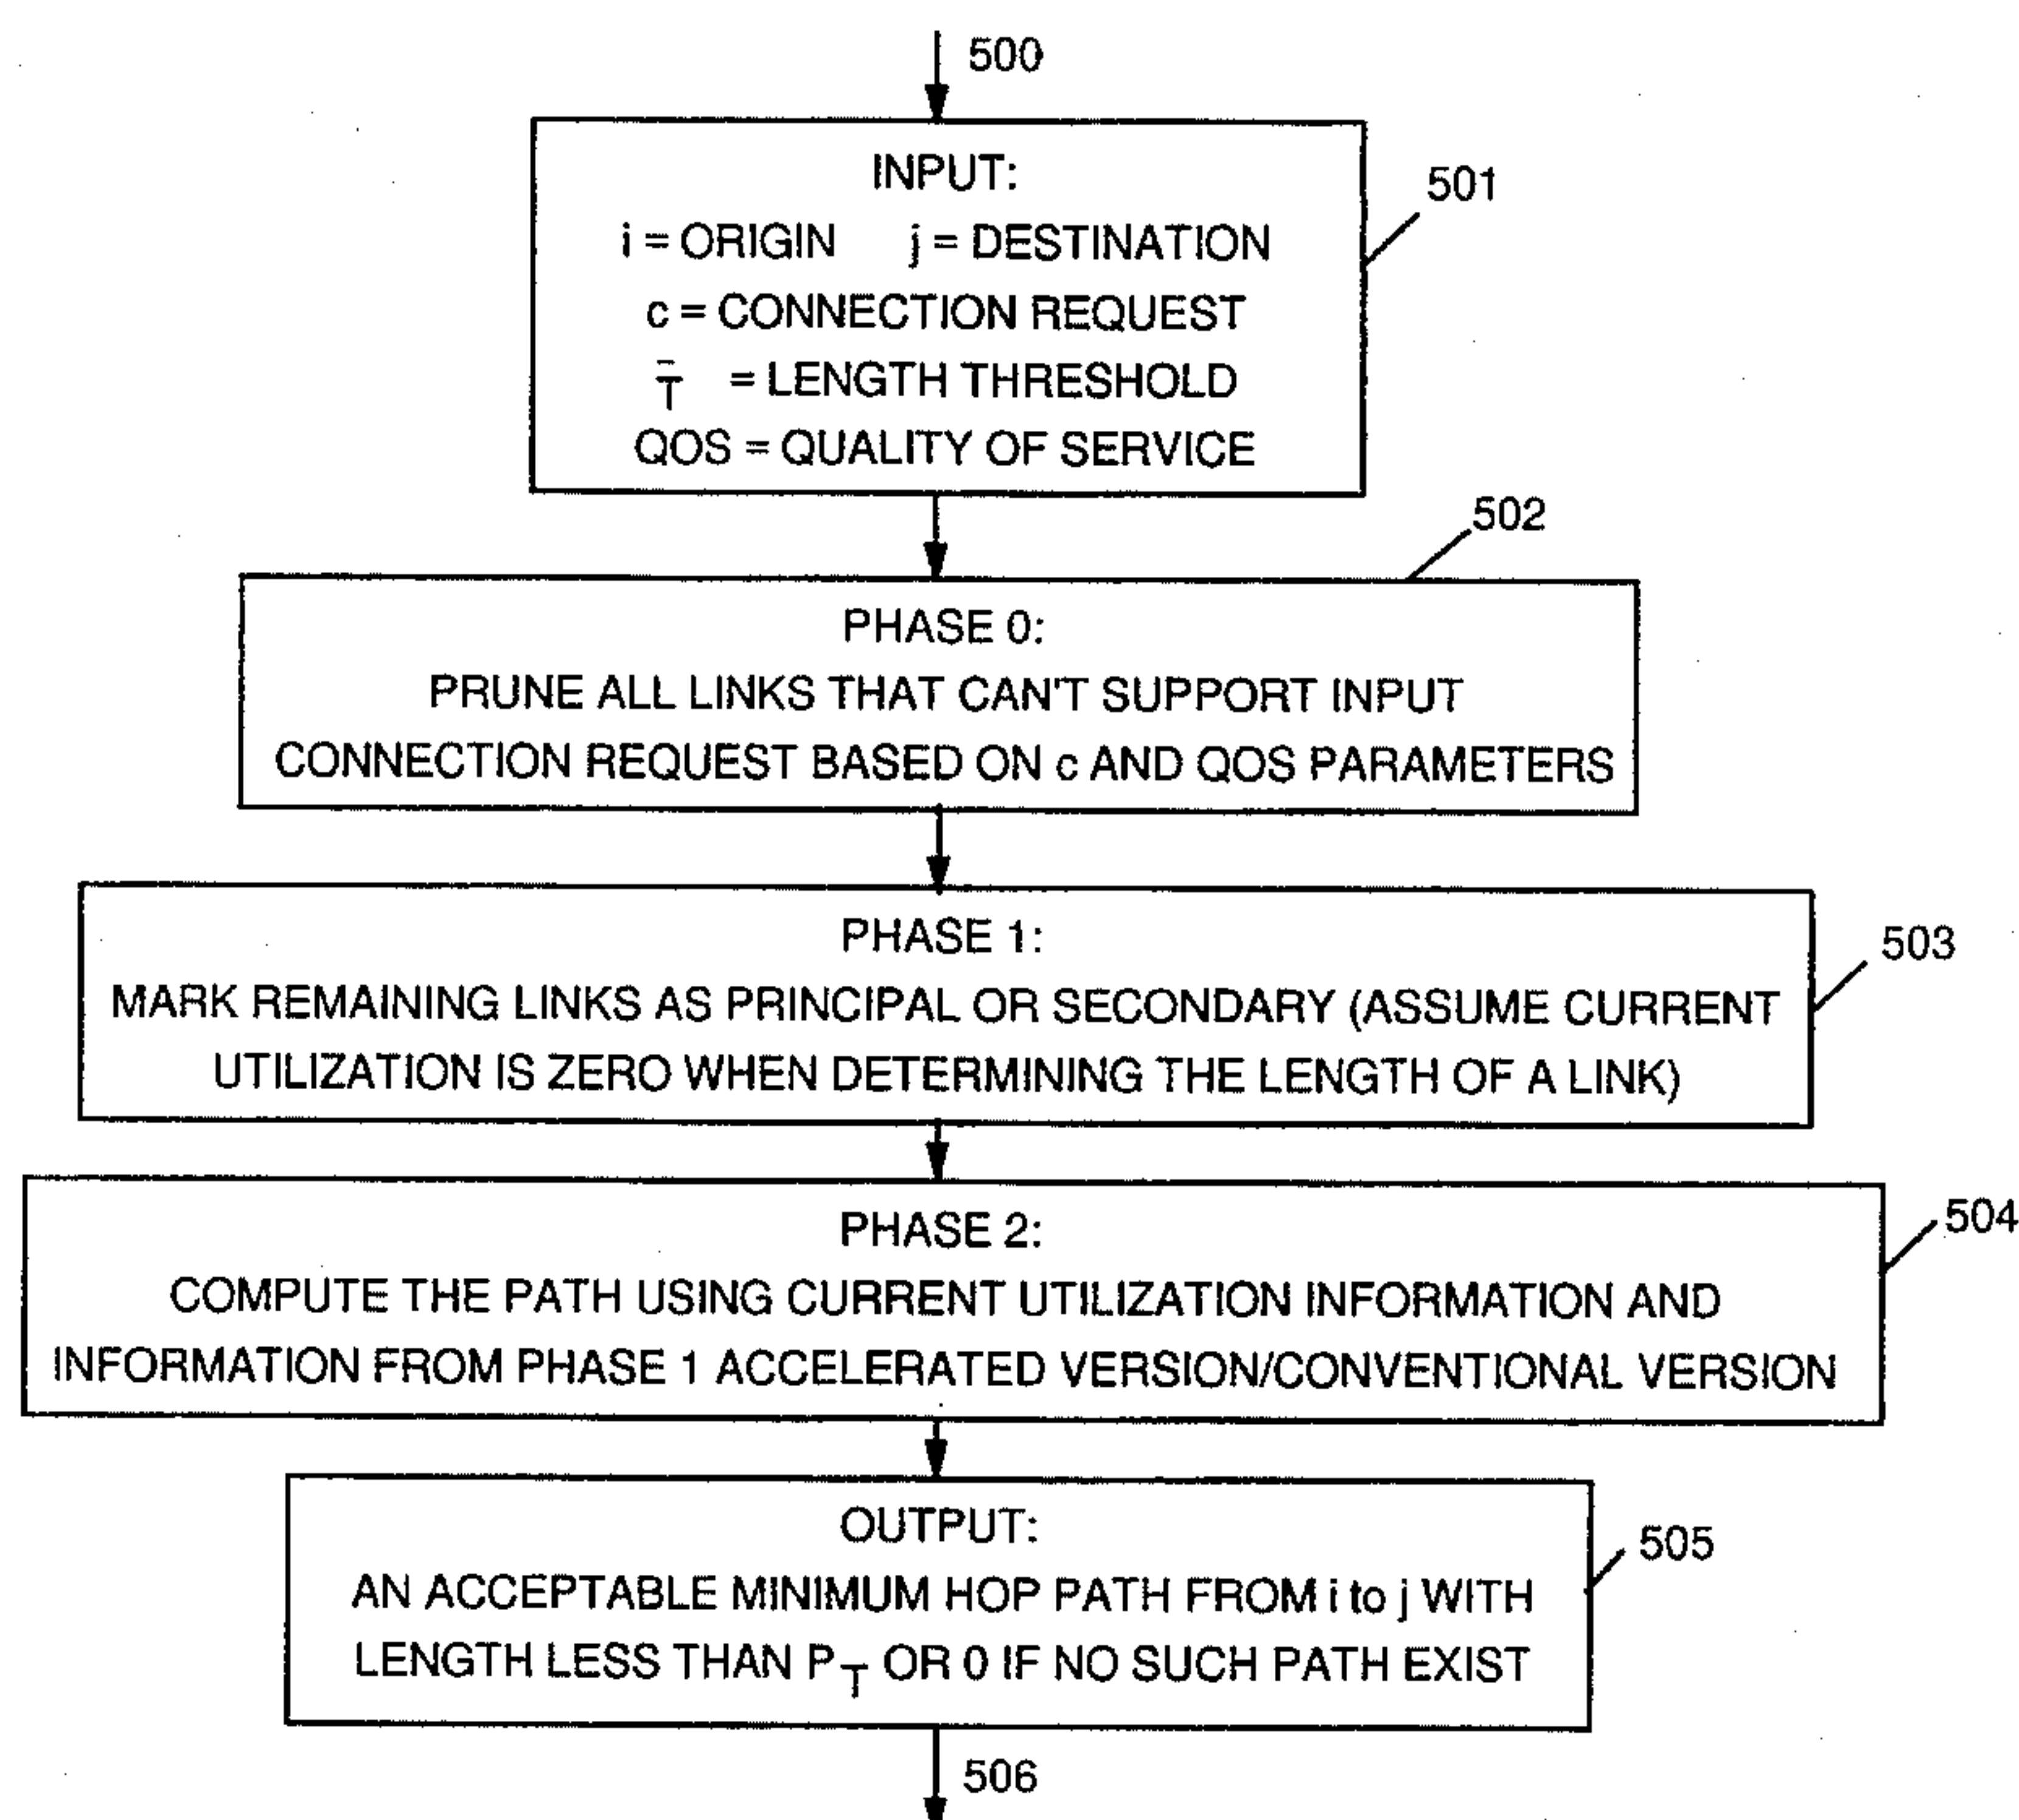 500
INPUT:
501
i = ORIGIN j = DESTINATION
c = CONNECTION REQUEST
T̄ = LENGTH THRESHOLD
QOS = QUALITY OF SERVICE
502
PHASE 0:
PRUNE ALL LINKS THAT CAN'T SUPPORT INPUT
CONNECTION REQUEST BASED ON c AND QOS PARAMETERS
PHASE 1:
503
MARK REMAINING LINKS AS PRINCIPAL OR SECONDARY (ASSUME CURRENT
UTILIZATION IS ZERO WHEN DETERMINING THE LENGTH OF A LINK)
504
PHASE 2:
COMPUTE THE PATH USING CURRENT UTILIZATION INFORMATION AND
INFORMATION FROM PHASE 1 ACCELERATED VERSION/CONVENTIONAL VERSION
OUTPUT:
505
AN ACCEPTABLE MINIMUM HOP PATH FROM i to j WITH
LENGTH LESS THAN P_T OR 0 IF NO SUCH PATH EXIST
506